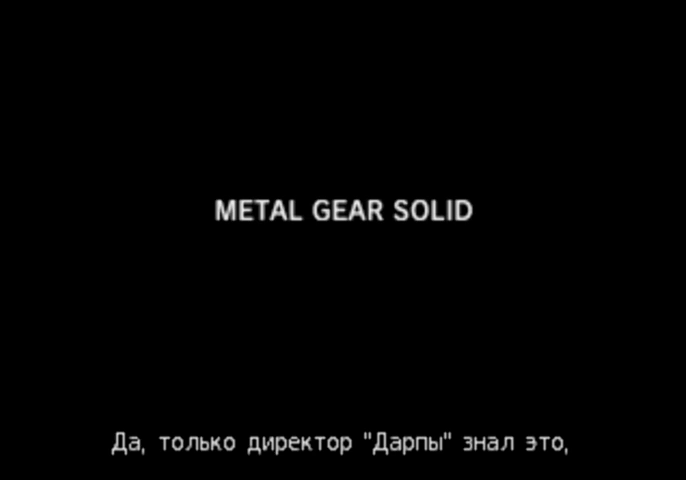 METAL GEAR SOLID
Да, только директор "Дарпы" знал это,